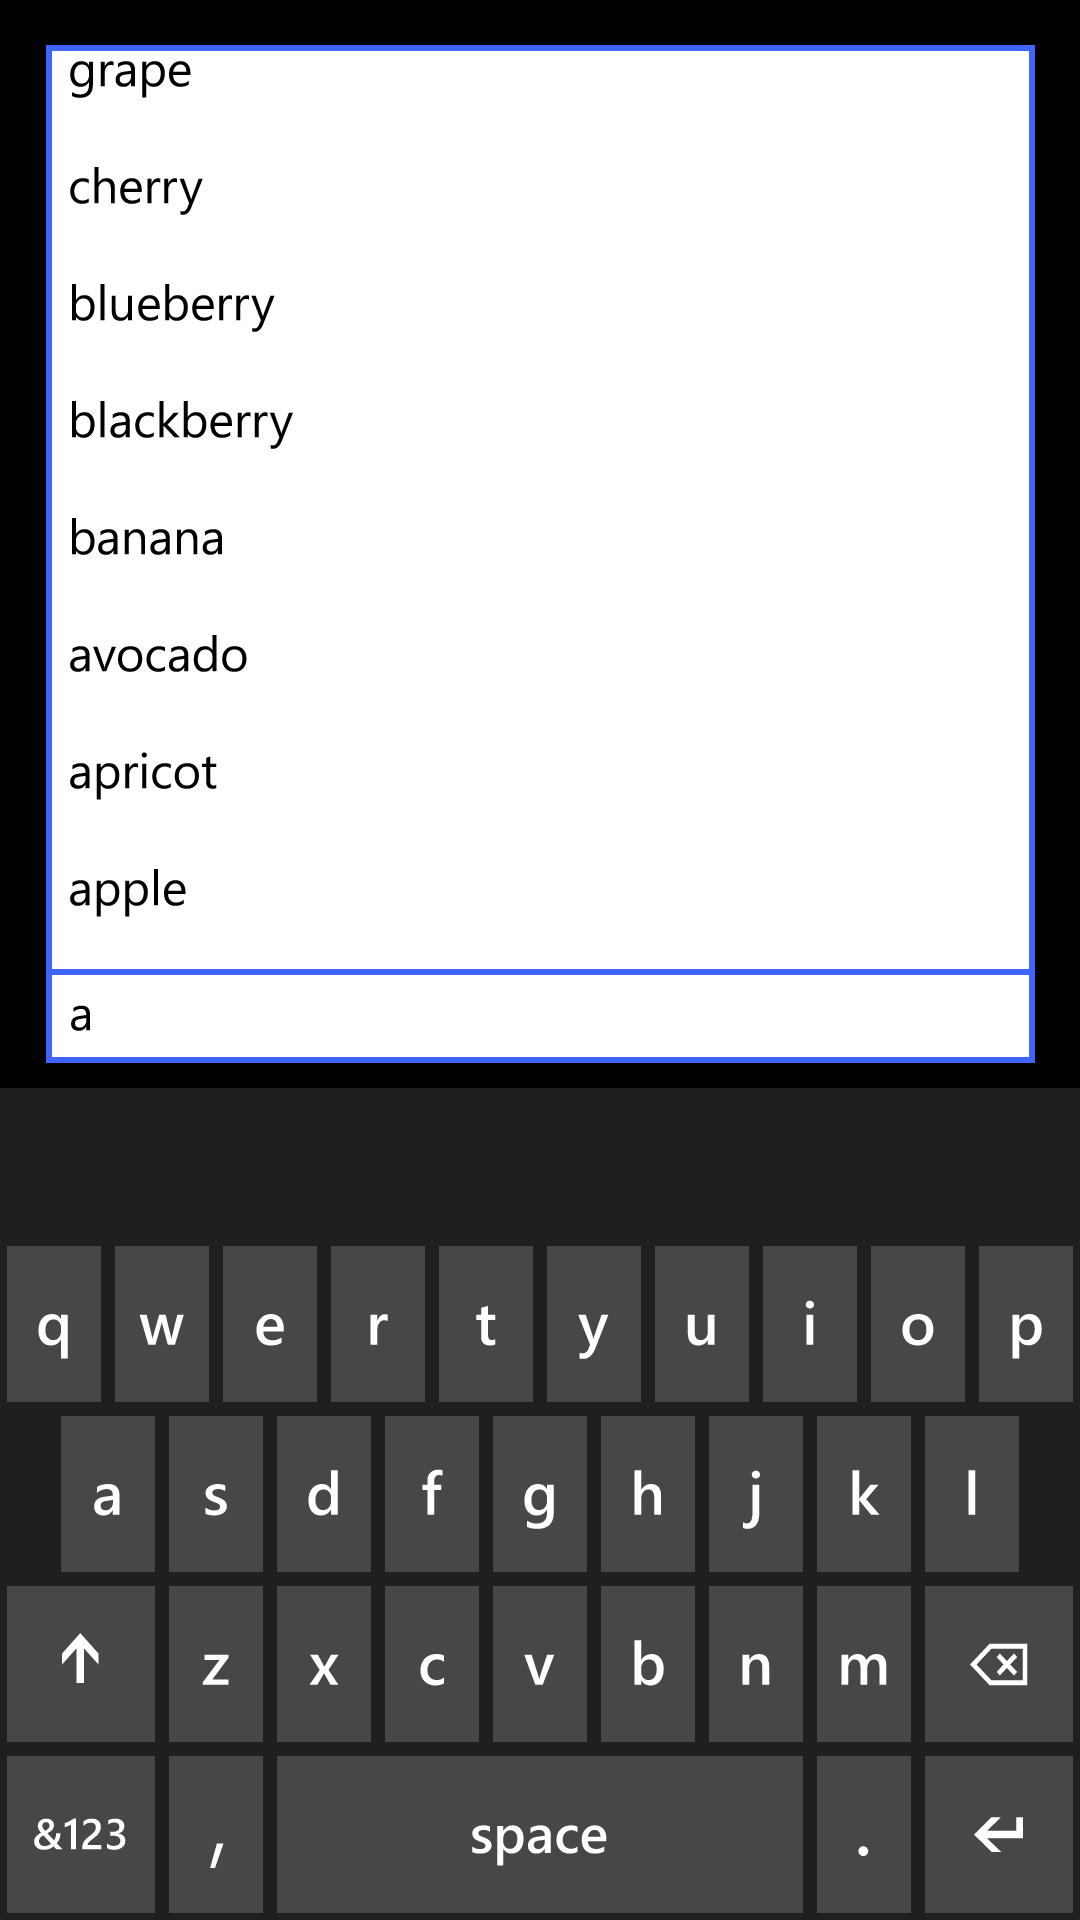 grape
cherry
blueberry
blackberry
banana
avocado
apricot
apple
a
q w e r t y u i o p
a s d f g h j k l
z x c v b n m
&123 , space .